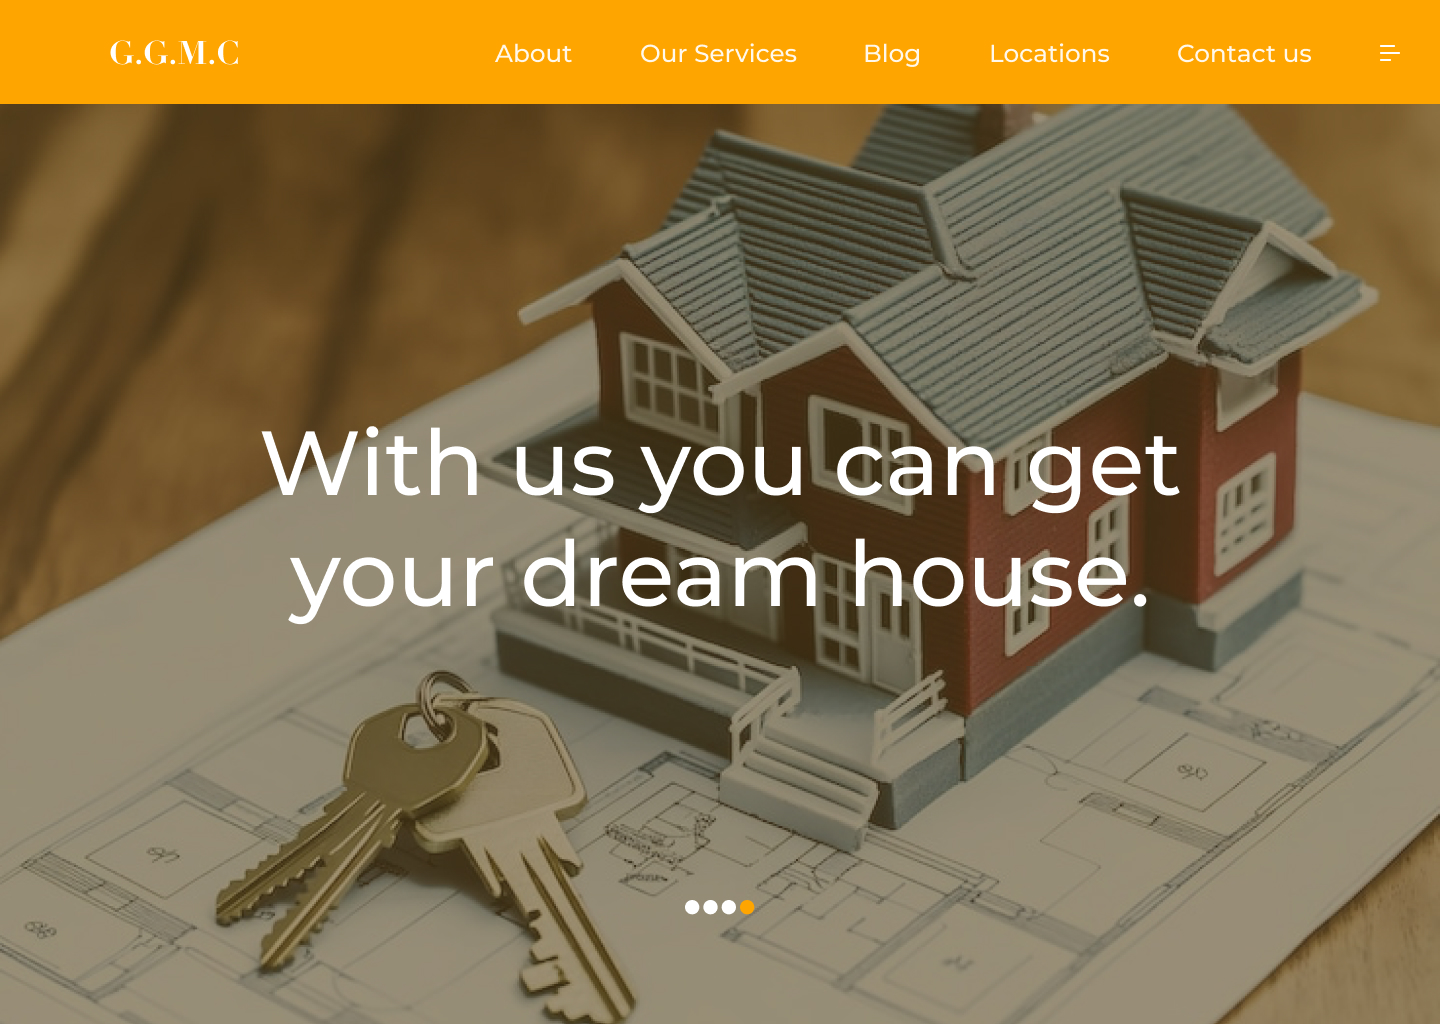 G.G.M.C
About
Our Services
Blog
Locations
Contact us
With us you can get
your dream house.